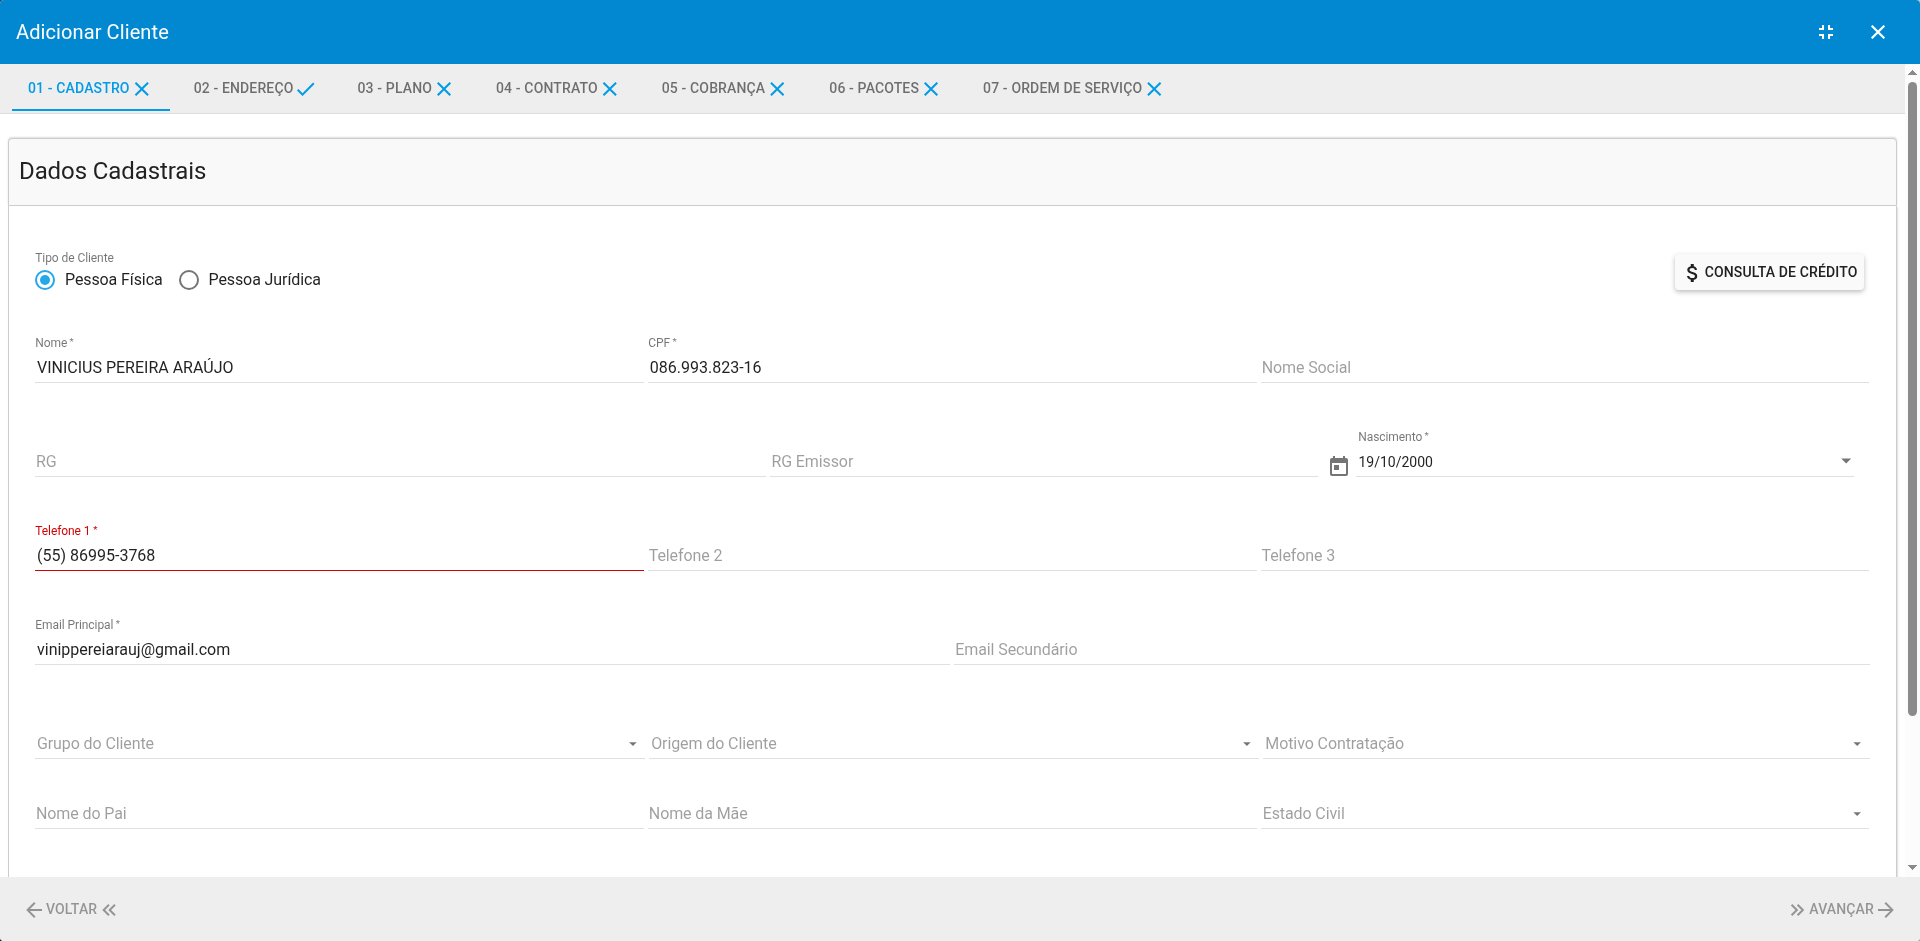 Adicionar Cliente
01 - CADASTRO 02 - ENDEREÇO 03 - PLANO 04 - CONTRATO 05 - COBRANÇA 06 - PACOTES 07 - ORDEM DE SERVIÇO
Dados Cadastrais
Tipo de Cliente
Pessoa Física Pessoa Jurídica
$ CONSULTA DE CRÉDITO
Nome * CPF *
VINICIUS PEREIRA ARAÚJO 086.993.823-16 Nome Social
Nascimento *
RG RG Emissor 19/10/2000
Telefone 1 *
(55) 86995-3768 Telefone 2 Telefone 3
Email Principal *
vinippereiarauj@gmail.com Email Secundário
Grupo do Cliente Origem do Cliente Motivo Contratação
Nome do Pai Nome da Mãe Estado Civil
VOLTAR AVANÇAR